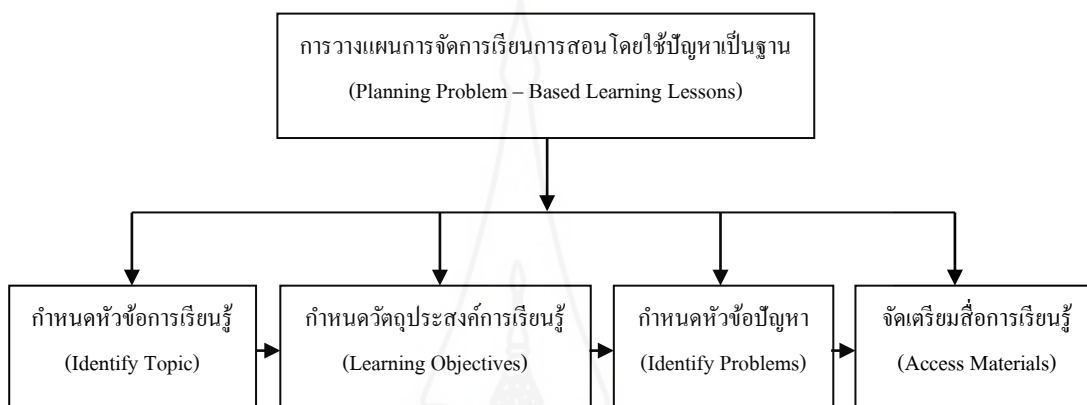 การวางแผนการจัดการเรียนการสอนโดยใช้ปัญหาเป็นฐาน
(Planning Problem – Based Learning Lessons)
กำหนดหัวข้อการเรียนรู้
(Identify Topic)
กำหนดวัตถุประสงค์การเรียนรู้
(Learning Objectives)
กำหนดหัวข้อปัญหา
(Identify Problems)
จัดเตรียมสื่อการเรียนรู้
(Access Materials)